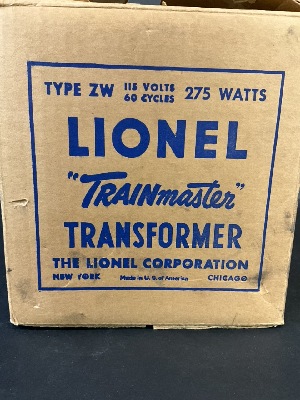 TYPE ZW 115 VOLTS 60 CYCLES 275 WATTS
LIONEL
"TRAINmaster"
TRANSFORMER
THE LIONEL CORPORATION
NEW YORK Made in U. S. of America CHICAGO